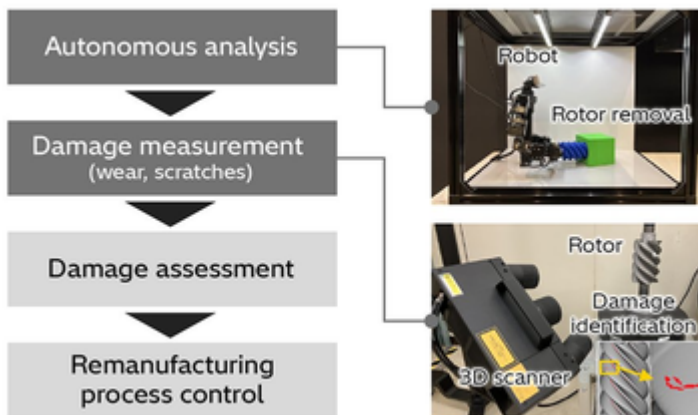 Autonomous analysis
Damage measurement
(wear, scratches)
Damage assessment
Remanufacturing
process control
Robot
Rotor removal
Rotor
Damage
identification
3D scanner